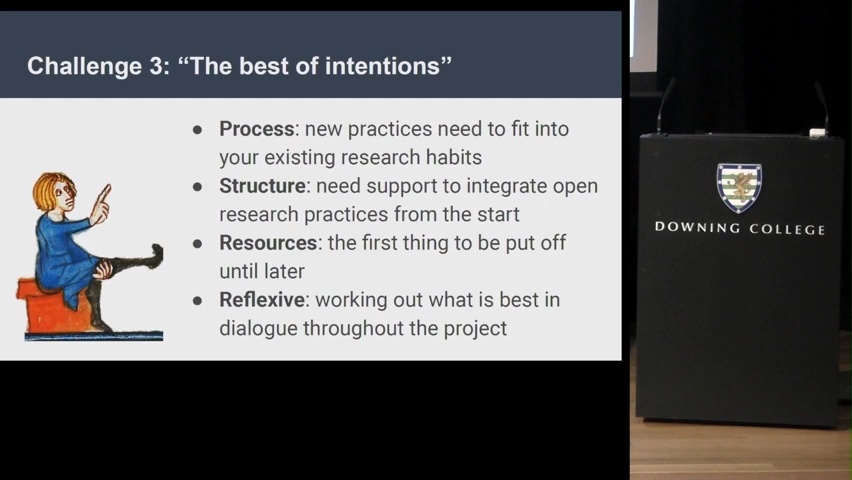 Challenge 3: “The best of intentions”
● Process: new practices need to fit into
your existing research habits
● Structure: need support to integrate open
research practices from the start
● Resources: the first thing to be put off
until later
● Reflexive: working out what is best in
dialogue throughout the project
DOWNING COLLEGE